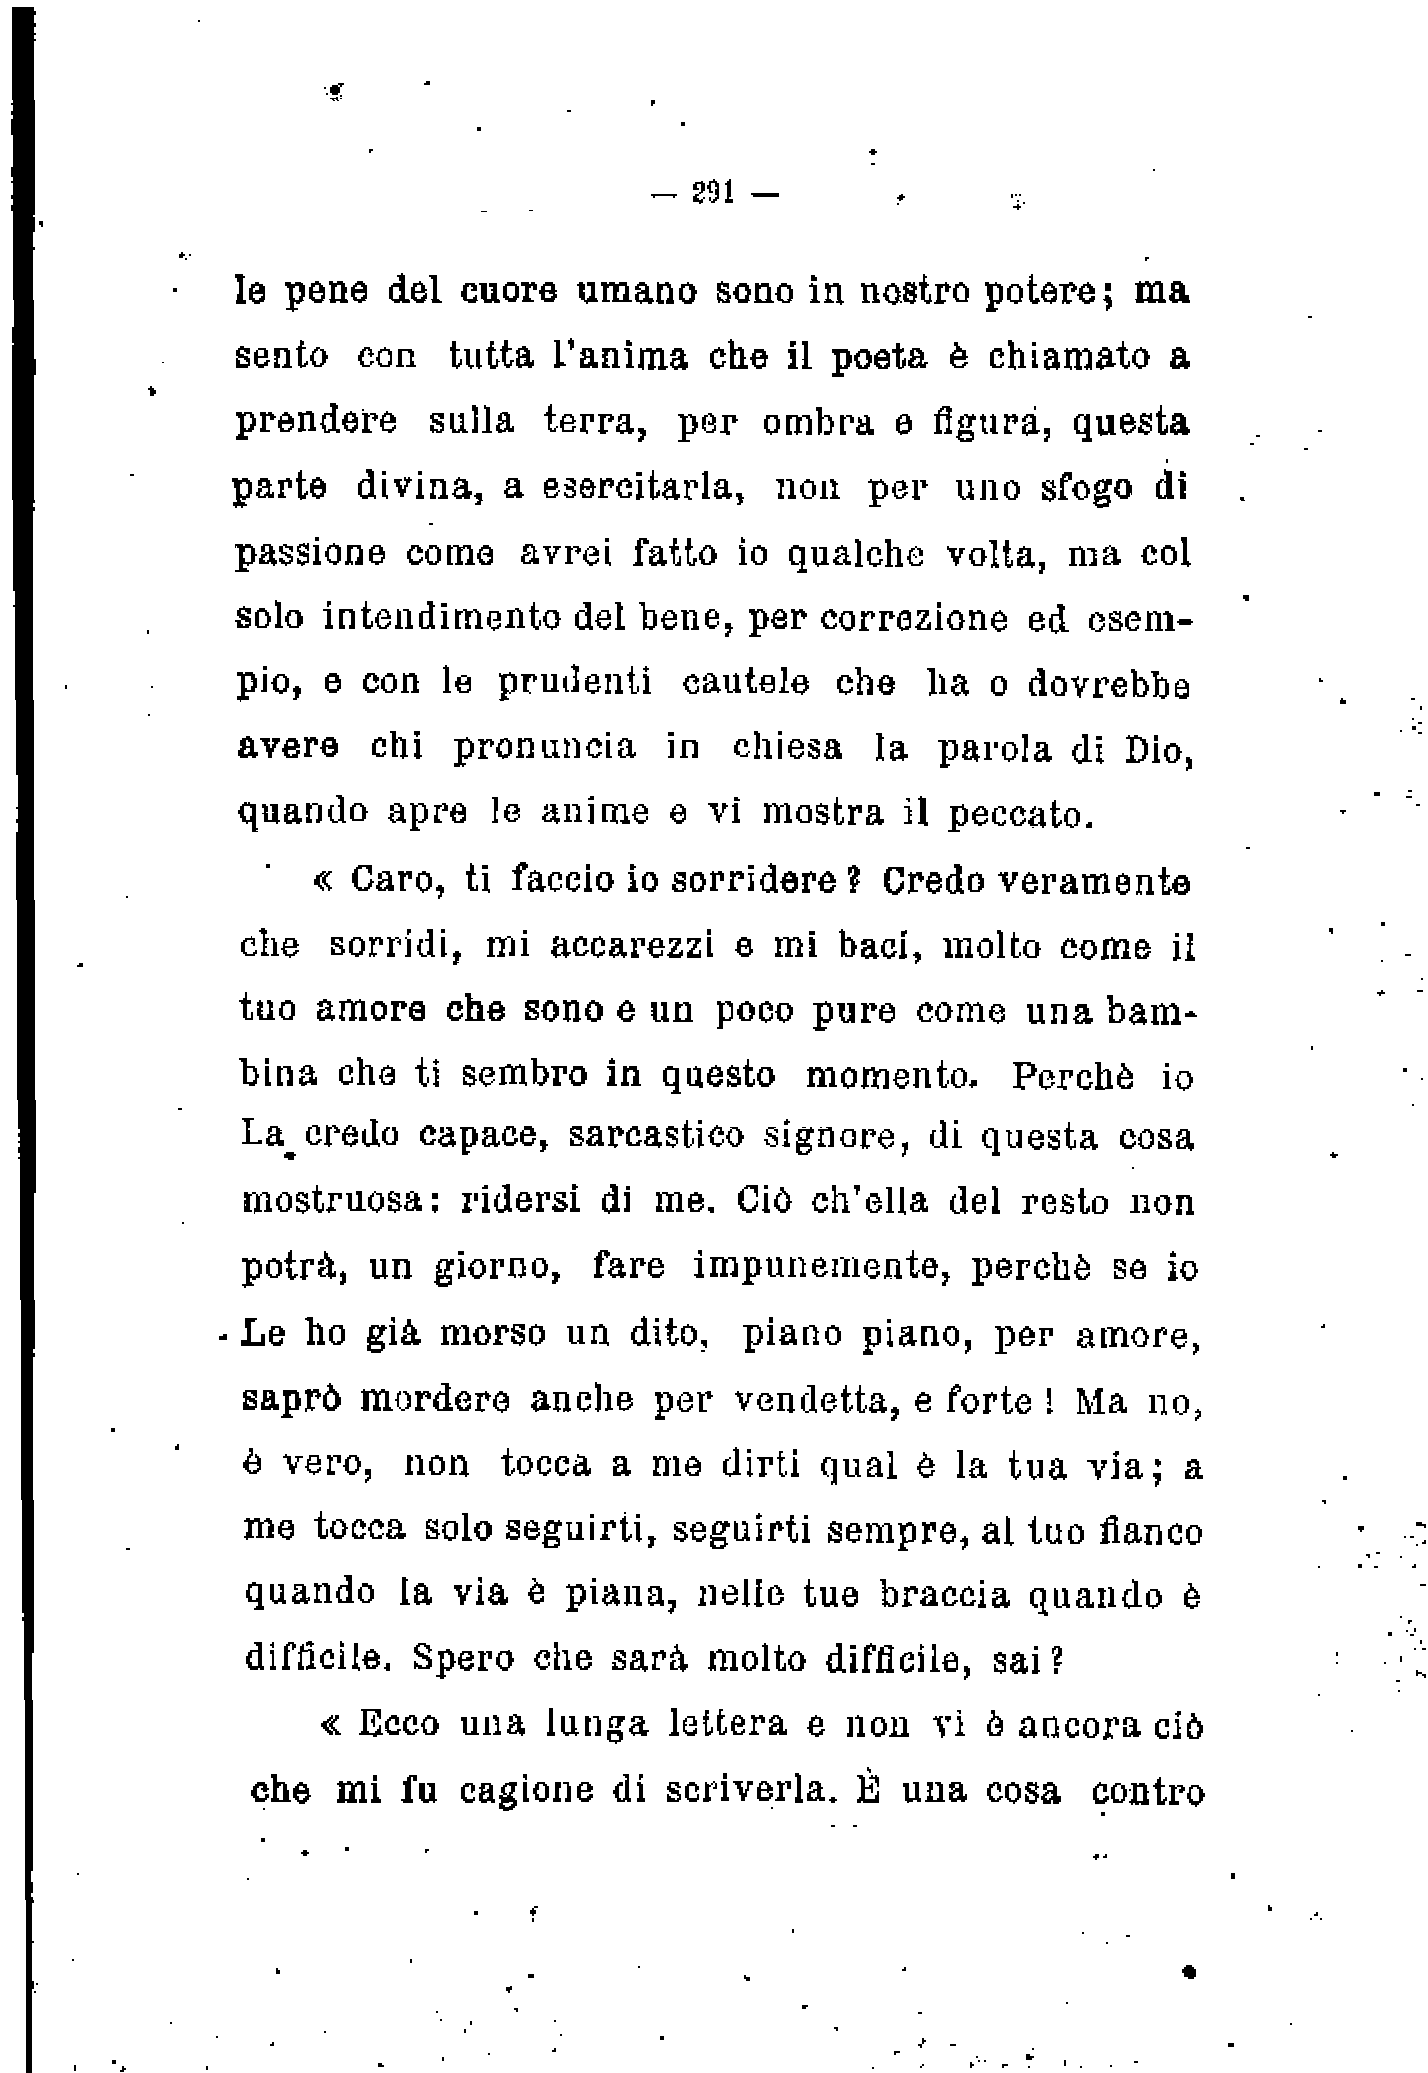 — 291 —
le pene del cuore umano sono in nostro potere; ma
sento con tutta l'anima che il poeta è chiamato a
prendere sulla terra, per ombra e figura, questa
parte divina, a esercitarla, non per uno sfogo di
passione come avrei fatto io qualche volta, ma col
solo intendimento del bene, per correzione ed esem-
pio, e con le prudenti cautele che ha o dovrebbe
avere chi pronuncia in chiesa la parola di Dio,
quando apre le anime e vi mostra il peccato.
« Caro, ti faccio io sorridere? Credo veramente
che sorridi, mi accarezzi e mi baci, molto come il
tuo amore che sono e un poco pure come una bam-
bina che ti sembro in questo momento. Perchè io
La credo capace, sarcastico signore, di questa cosa
mostruosa: ridersi di me. Ciò ch'ella del resto non
potrà, un giorno, fare impunemente, perchè se io
Le ho già morso un dito, piano piano, per amore,
saprò mordere anche per vendetta, e forte! Ma no,
è vero, non tocca a me dirti qual è la tua via; a
me tocca solo seguirti, seguirti sempre, al tuo fianco
quando la via è piana, nelle tue braccia quando è
difficile. Spero che sarà molto difficile, sai?
« Ecco una lunga lettera e non vi è ancora ciò
che mi fu cagione di scriverla. È una cosa contro